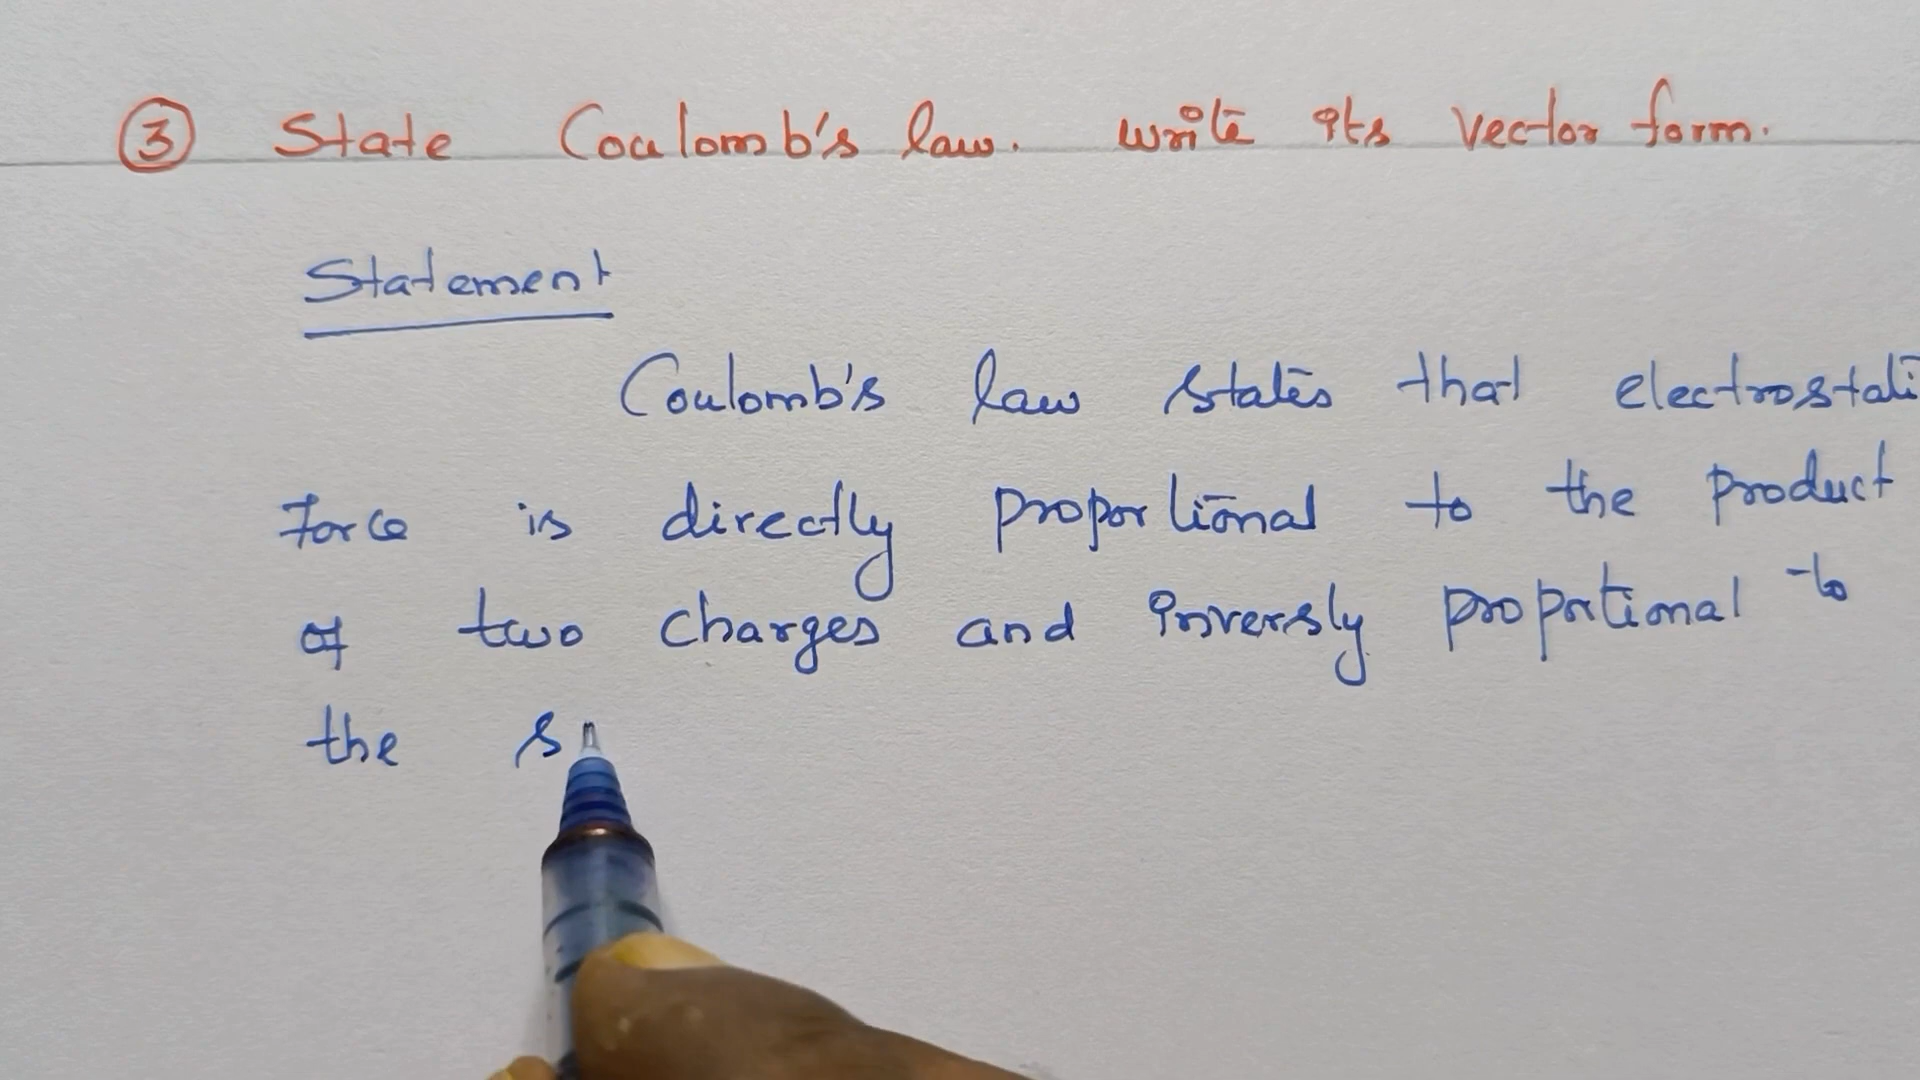 ③ State Coulomb's law. write its vector form.
Statement
Coulomb's law states that electrostati
Force is directly proportional to the product
of two charges and inversly proportional to
the s